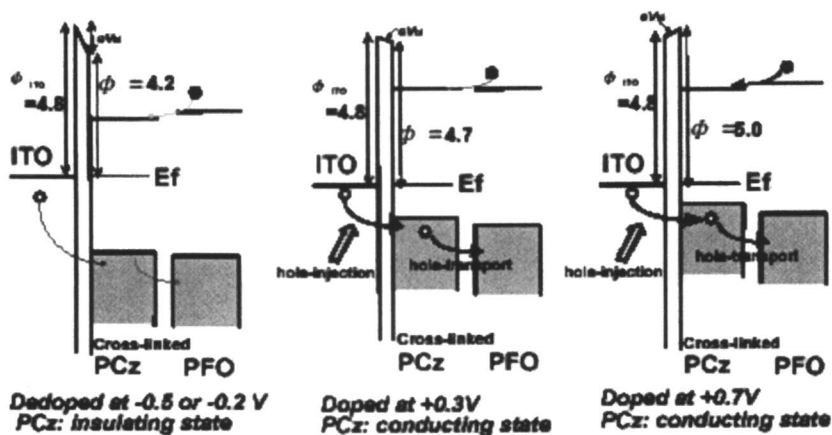 eVd
ϕ ITO
=4.8
ϕ =4.2
ITO
Ef
Cross-linked
PCz PFO
Dedoped at -0.5 or -0.2 V
PCz: insulating state
ϕ ITO
=4.8
ϕ =4.7
ITO
Ef
hole-injection
hole-transport
Cross-linked
PCz PFO
Doped at +0.3V
PCz: conducting state
ϕ ITO
=4.8
ϕ =5.0
ITO
Ef
hole-injection
hole-transport
Cross-linked
PCz PFO
Doped at +0.7V
PCz: conducting state